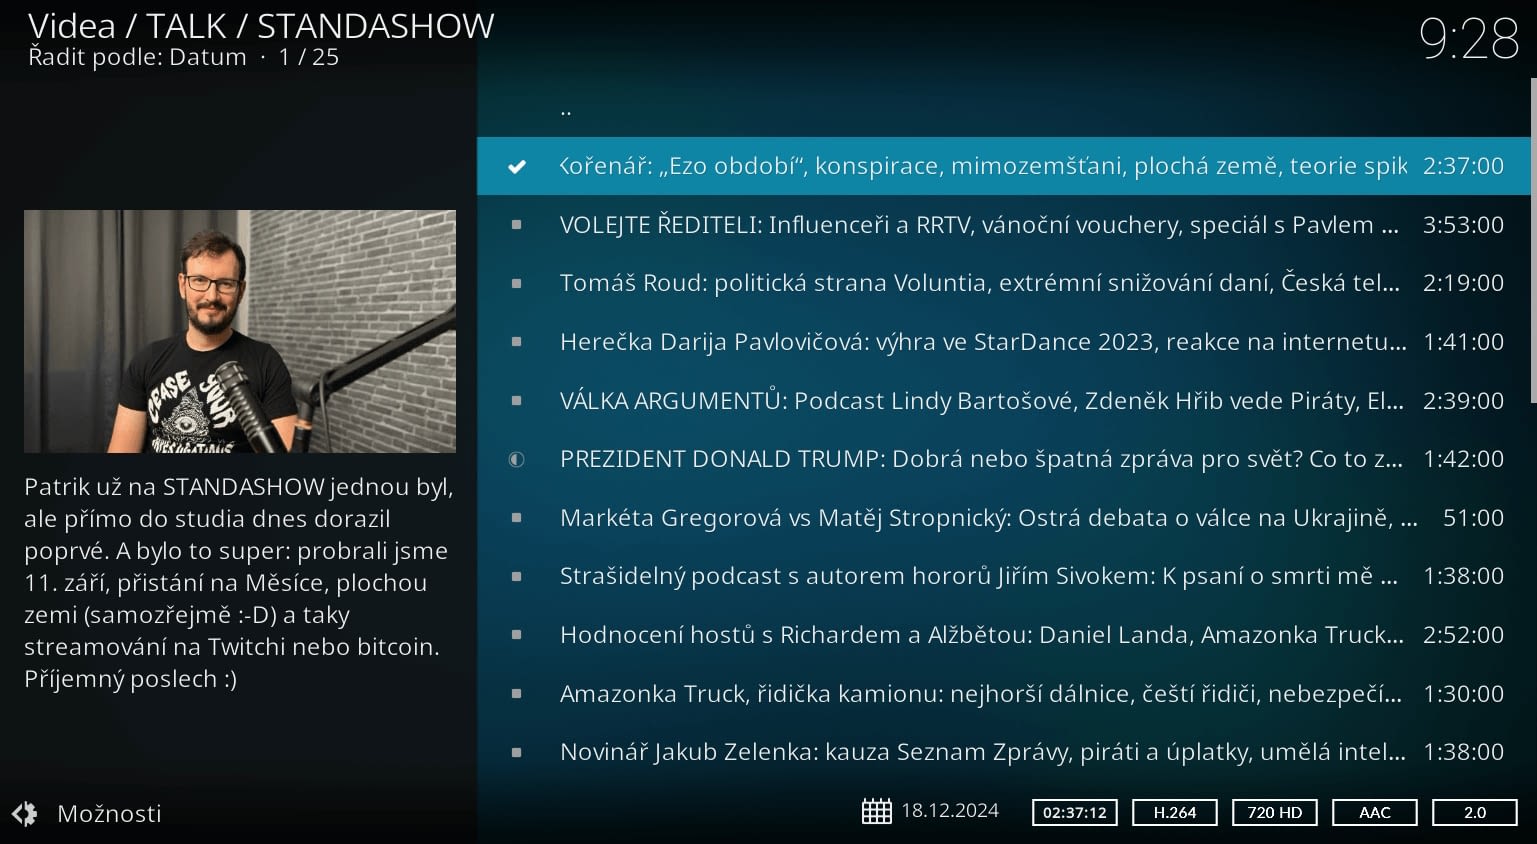 Videa / TALK / STANDASHOW
Řadit podle: Datum · 1 / 25
9:28
..
Kořenář: „Ezo období“, konspirace, mimozemšťani, plochá země, teorie spik 2:37:00
VOLEJTE ŘEDITELI: Influenceři a RRTV, vánoční vouchery, speciál s Pavlem ... 3:53:00
Tomáš Roud: politická strana Voluntia, extrémní snižování daní, Česká tel... 2:19:00
Herečka Darija Pavlovičová: výhra ve StarDance 2023, reakce na internetu... 1:41:00
VÁLKA ARGUMENTŮ: Podcast Lindy Bartošové, Zdeněk Hřib vede Piráty, El... 2:39:00
PREZIDENT DONALD TRUMP: Dobrá nebo špatná zpráva pro svět? Co to z... 1:42:00
Markéta Gregorová vs Matěj Stropnický: Ostrá debata o válce na Ukrajině, ... 51:00
Strašidelný podcast s autorem hororů Jiřím Sivokem: K psaní o smrti mě ... 1:38:00
Hodnocení hostů s Richardem a Alžbětou: Daniel Landa, Amazonka Truck... 2:52:00
Amazonka Truck, řidička kamionu: nejhorší dálnice, čeští řidiči, nebezpečí... 1:30:00
Novinář Jakub Zelenka: kauza Seznam Zprávy, piráti a úplatky, umělá intel... 1:38:00
CEASE YOUR
INVESTIGATIONS
Patrik už na STANDASHOW jednou byl,
ale přímo do studia dnes dorazil
poprvé. A bylo to super: probrali jsme
11. září, přistání na Měsíce, plochou
zemi (samozřejmě :-D) a taky
streamování na Twitchi nebo bitcoin.
Příjemný poslech :)
Možnosti
18.12.2024 02:37:12 H.264 720 HD AAC 2.0